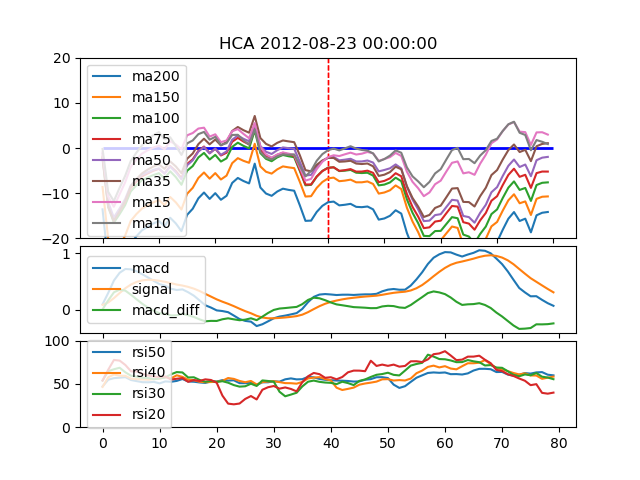 HCA 2012-08-23 00:00:00
20
10
0
−10
−20
ma200
ma150
ma100
ma75
ma50
ma35
ma15
ma10
1
0
macd
signal
macd_diff
100
50
0
rsi50
rsi40
rsi30
rsi20
0 10 20 30 40 50 60 70 80